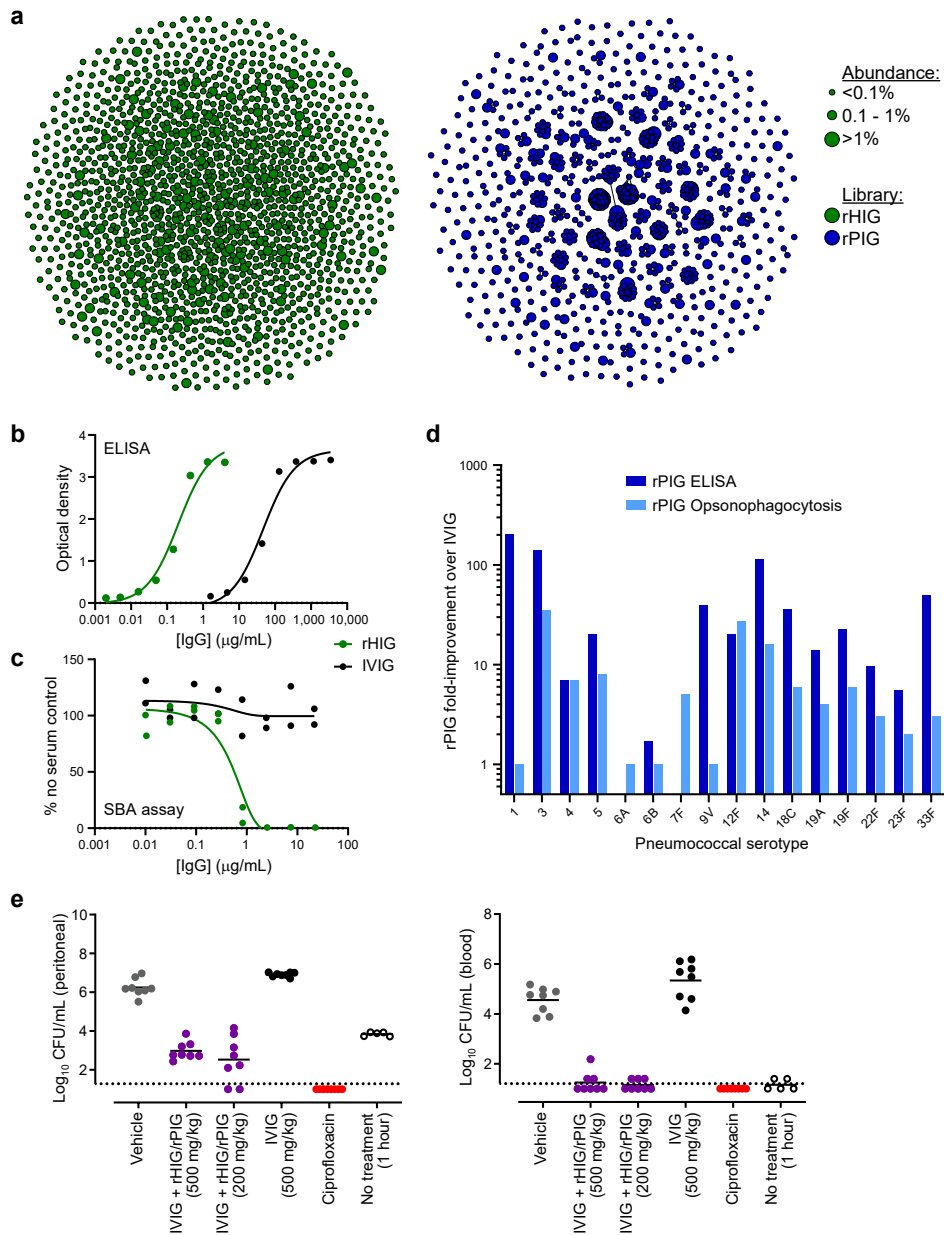 a
Abundance:
<0.1%
0.1 - 1%
>1%
Library:
rHIG
rPIG
b
ELISA
Optical density
4
3
2
1
0
0.001 0.01 0.1 1 10 100 1,000 10,000
[IgG] (μg/mL)
rHIG
IVIG
c
% no serum control
150
100
50
0
SBA assay
0.001 0.01 0.1 1 10 100
[IgG] (μg/mL)
d
rPIG ELISA
rPIG Opsonophagocytosis
rPIG fold-improvement over IVIG
1000
100
10
1
1 3 4 5 6A 6B 7F 9V 12F 14 18C 19A 19F 22F 23F 33F
Pneumococcal serotype
e
Log10 CFU/mL (peritoneal)
10
8
6
4
2
Vehicle
IVIG + rHIG/rPIG
(500 mg/kg)
IVIG + rHIG/rPIG
(200 mg/kg)
IVIG
(500 mg/kg)
Ciprofloxacin
No treatment
(1 hour)
Log10 CFU/mL (blood)
8
6
4
2
Vehicle
IVIG + rHIG/rPIG
(500 mg/kg)
IVIG + rHIG/rPIG
(200 mg/kg)
IVIG
(500 mg/kg)
Ciprofloxacin
No treatment
(1 hour)